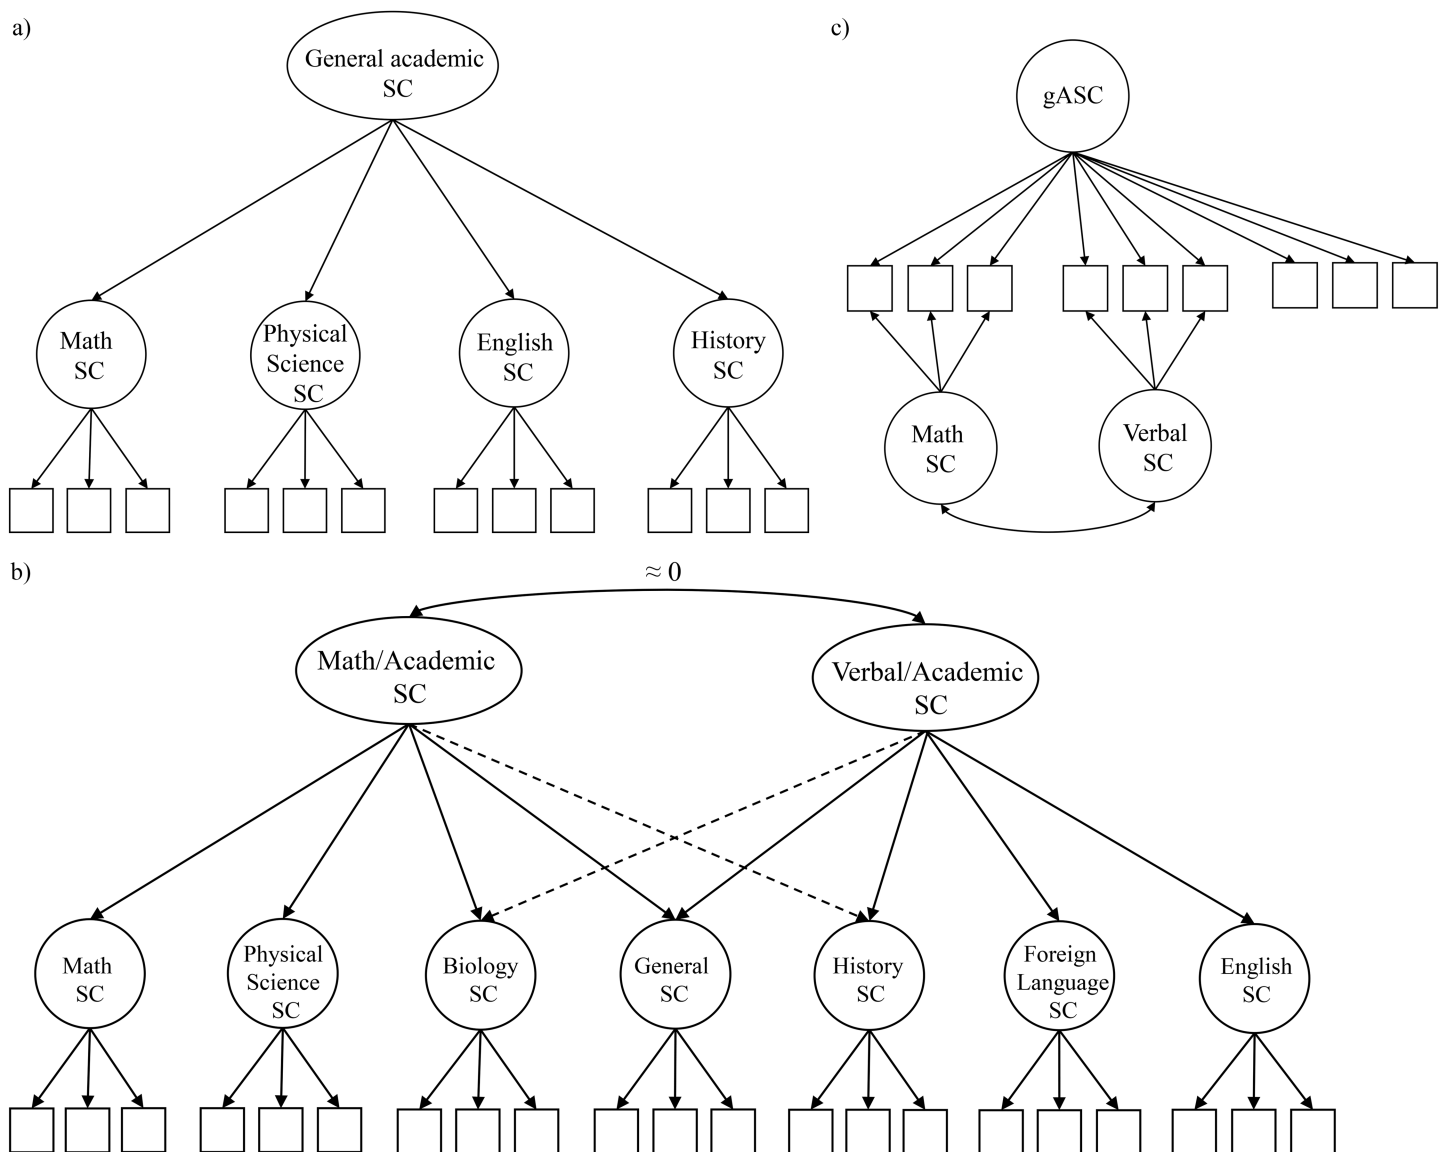 a)
General academic
SC
Math
SC
Physical
Science
SC
English
SC
History
SC
c)
gASC
Math
SC
Verbal
SC
b)
≈ 0
Math/Academic
SC
Verbal/Academic
SC
Math
SC
Physical
Science
SC
Biology
SC
General
SC
History
SC
Foreign
Language
SC
English
SC